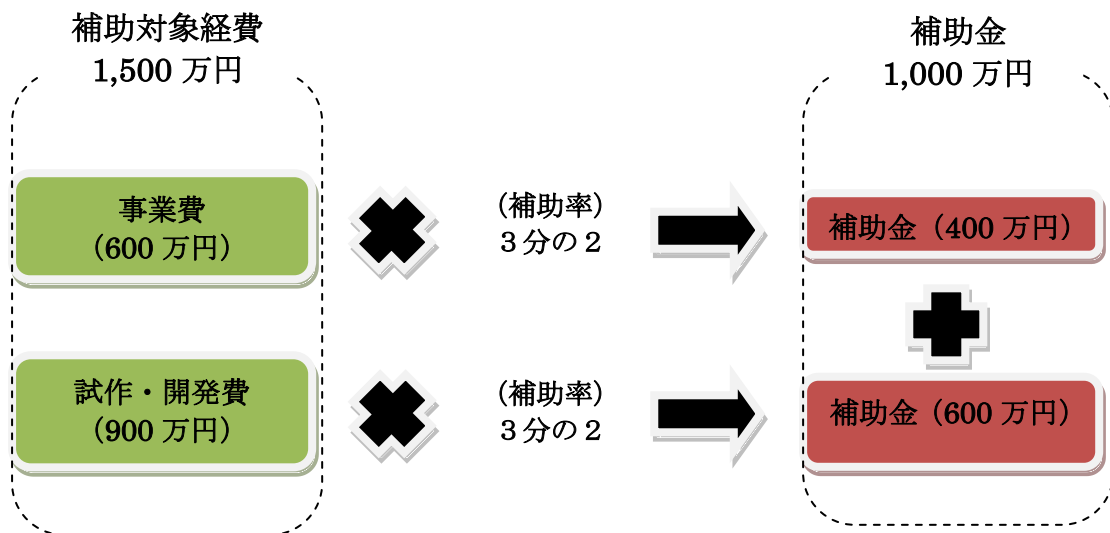 補助対象経費
1,500 万円
補助金
1,000 万円
事業費
（600 万円）
（補助率）
３分の２
補助金（400 万円）
試作・開発費
（900 万円）
（補助率）
３分の２
補助金（600 万円）